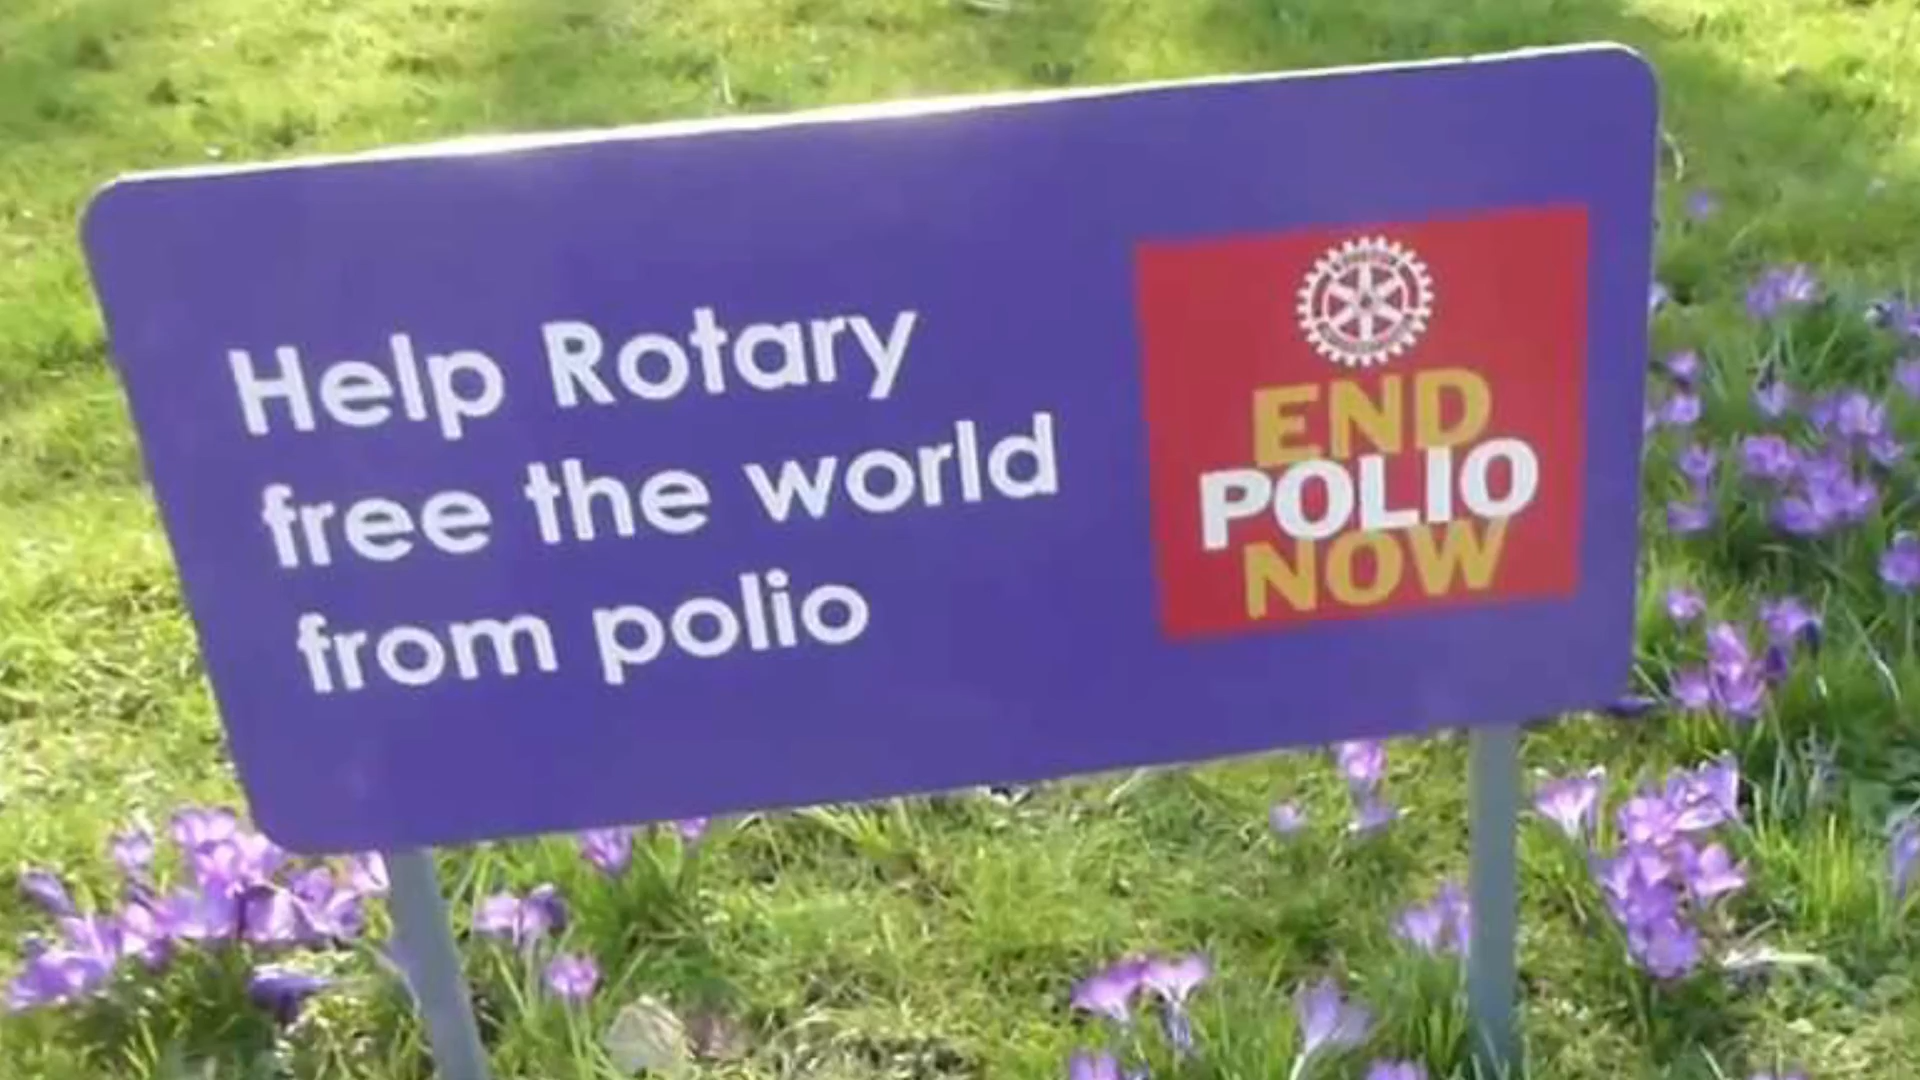 Help Rotary
free the world
from polio
END
POLIO
NOW